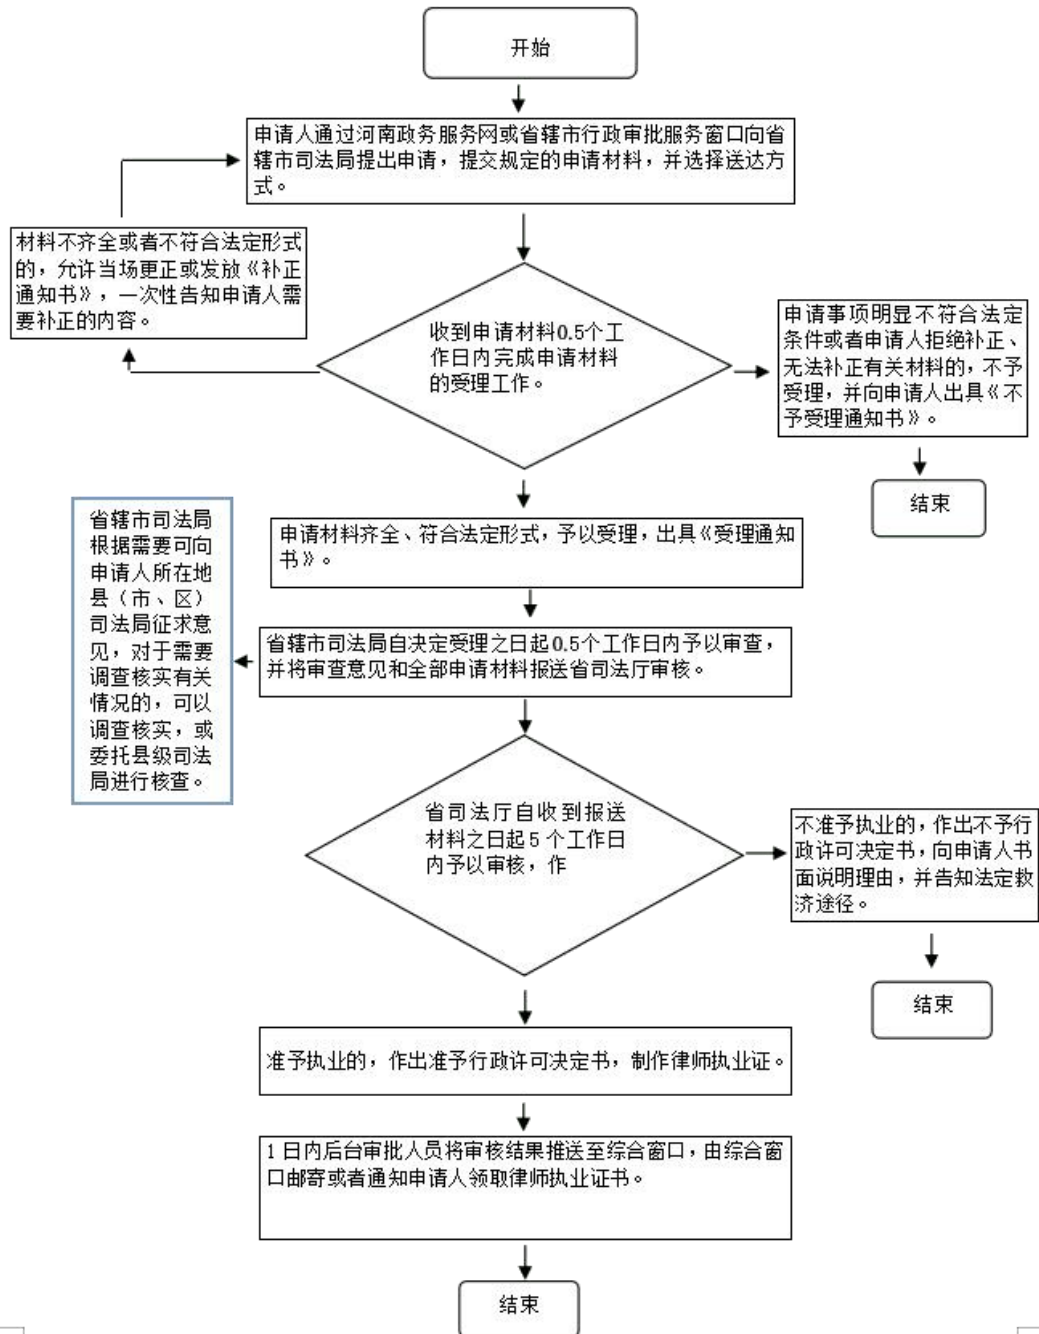 开始
申请人通过河南政务服务网或省辖市行政审批服务窗口向省
辖市司法局提出申请，提交规定的申请材料，并选择送达方
式。
材料不齐全或者不符合法定形式
的，允许当场更正或发放《补正
通知书》，一次性告知申请人需
要补正的内容。
收到申请材料0.5个工
作日内完成申请材料
的受理工作。
申请事项明显不符合法定
条件或者申请人拒绝补正、
无法补正有关材料的，不予
受理，并向申请人出具《不
予受理通知书》。
结束
申请材料齐全、符合法定形式，予以受理，出具《受理通知
书》。
省辖市司法局
根据需要可向
申请人所在地
县（市、区）
司法局征求意
见，对于需要
调查核实有关
情况的，可以
调查核实，或
委托县级司法
局进行核查。
省辖市司法局自决定受理之日起0.5个工作日内予以审查，
并将审查意见和全部申请材料报送省司法厅审核。
省司法厅自收到报送
材料之日起5个工作日
内予以审核，作
不准予执业的，作出不予行
政许可决定书，向申请人书
面说明理由，并告知法定救
济途径。
结束
准予执业的，作出准予行政许可决定书，制作律师执业证。
1日内后台审批人员将审核结果推送至综合窗口，由综合窗
口邮寄或者通知申请人领取律师执业证书。
结束